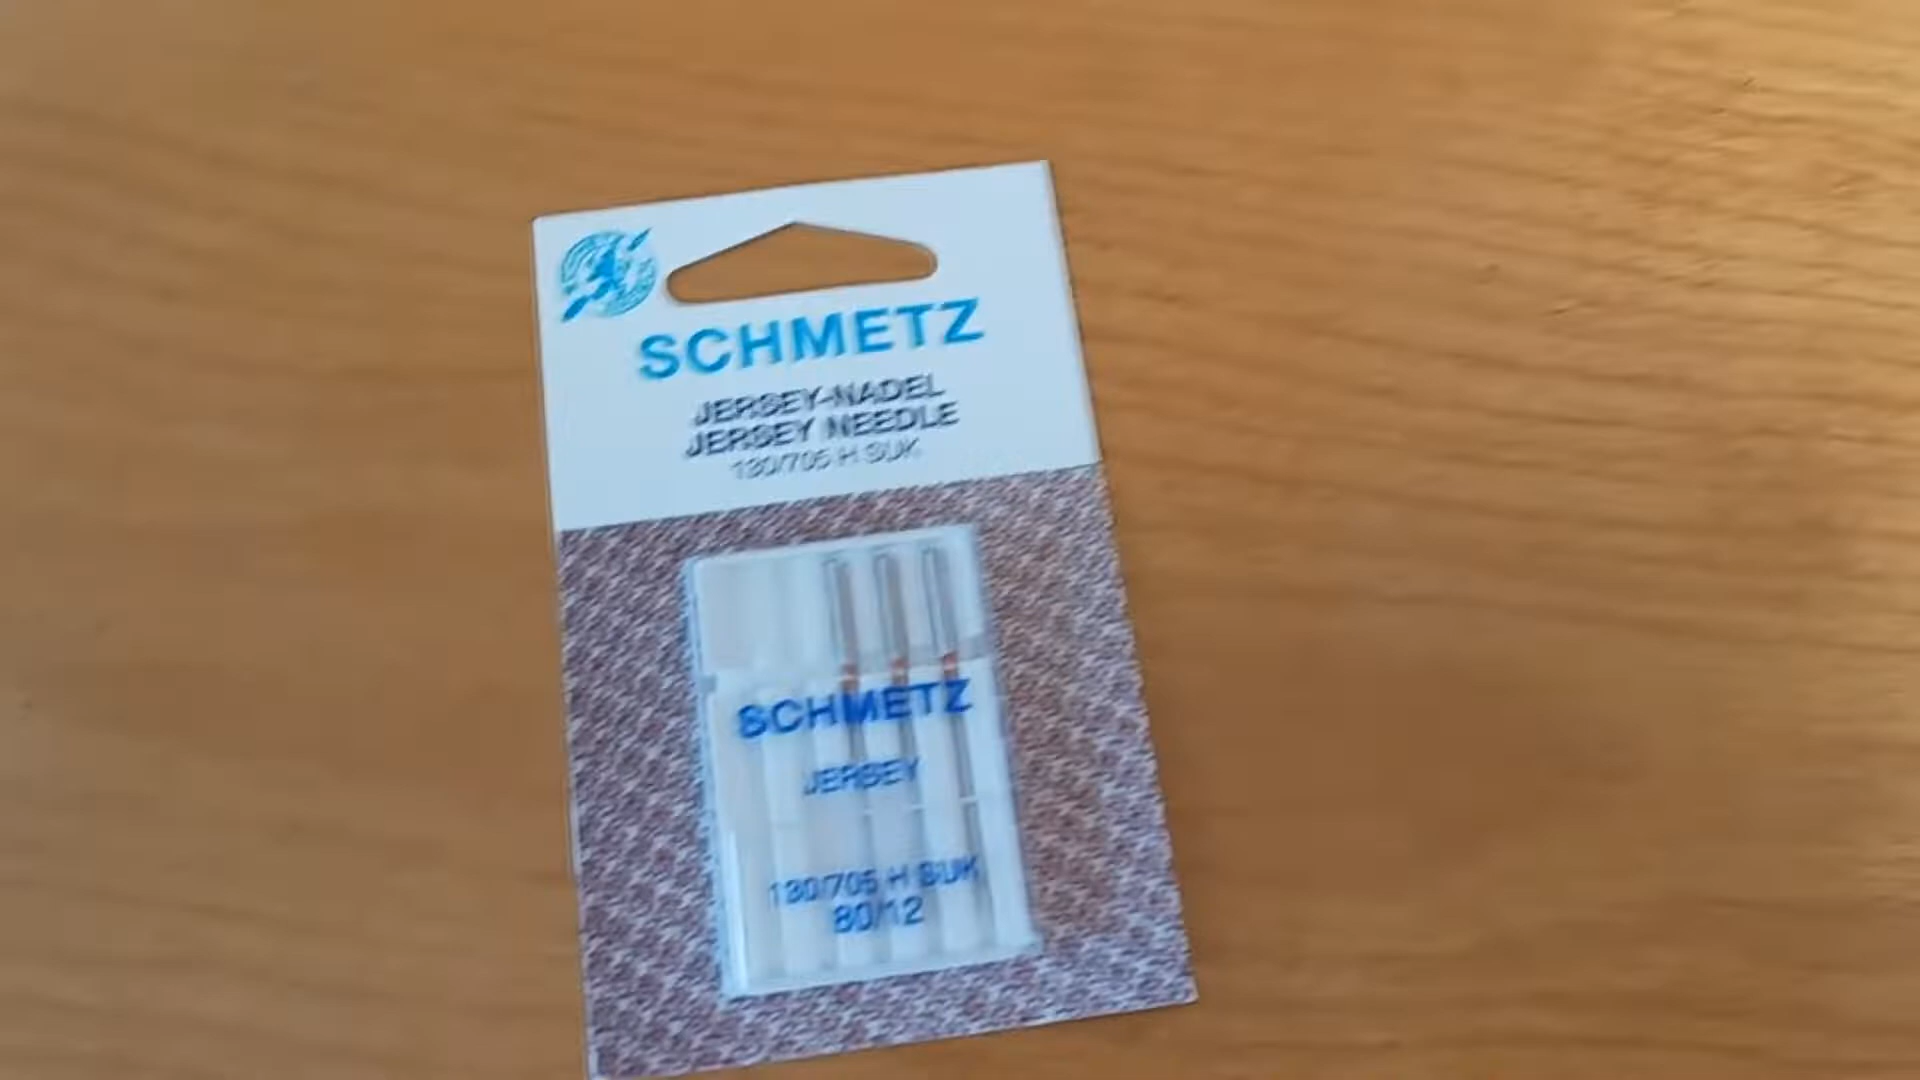 SCHMETZ
JERSEY-NADEL
JERSEY NEEDLE
130/705 H SUK
SCHMETZ
JERSEY
130/705 H SUK
80/12